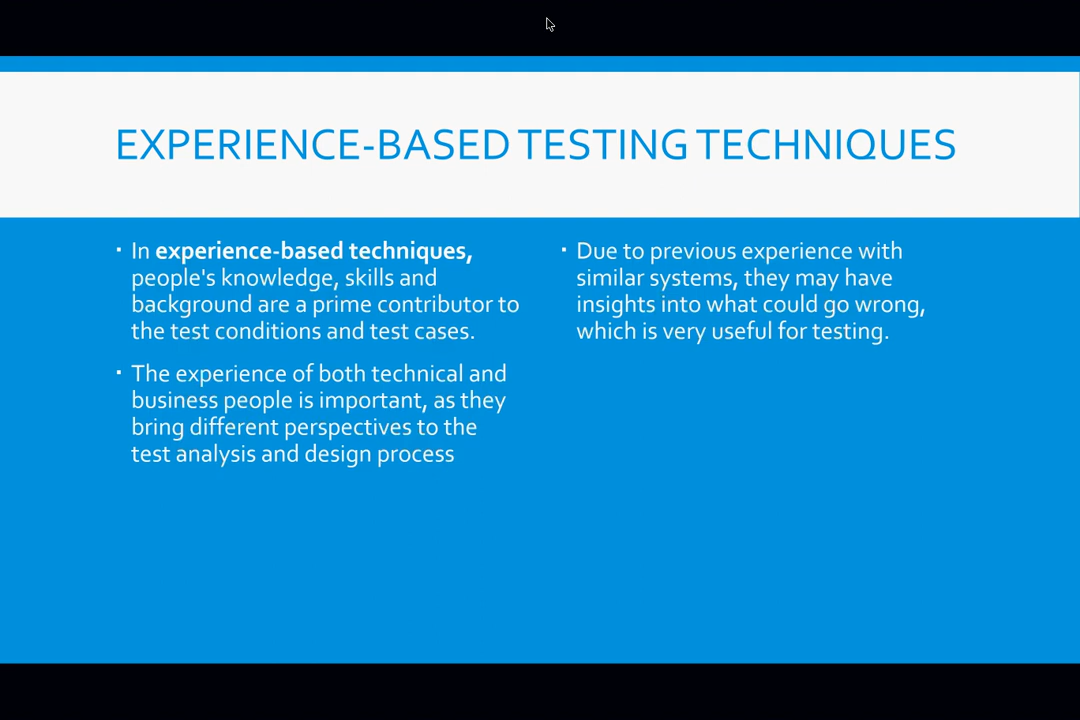 EXPERIENCE-BASED TESTING TECHNIQUES
▪ In experience-based techniques,
people's knowledge, skills and
background are a prime contributor to
the test conditions and test cases.
▪ The experience of both technical and
business people is important, as they
bring different perspectives to the
test analysis and design process
▪ Due to previous experience with
similar systems, they may have
insights into what could go wrong,
which is very useful for testing.